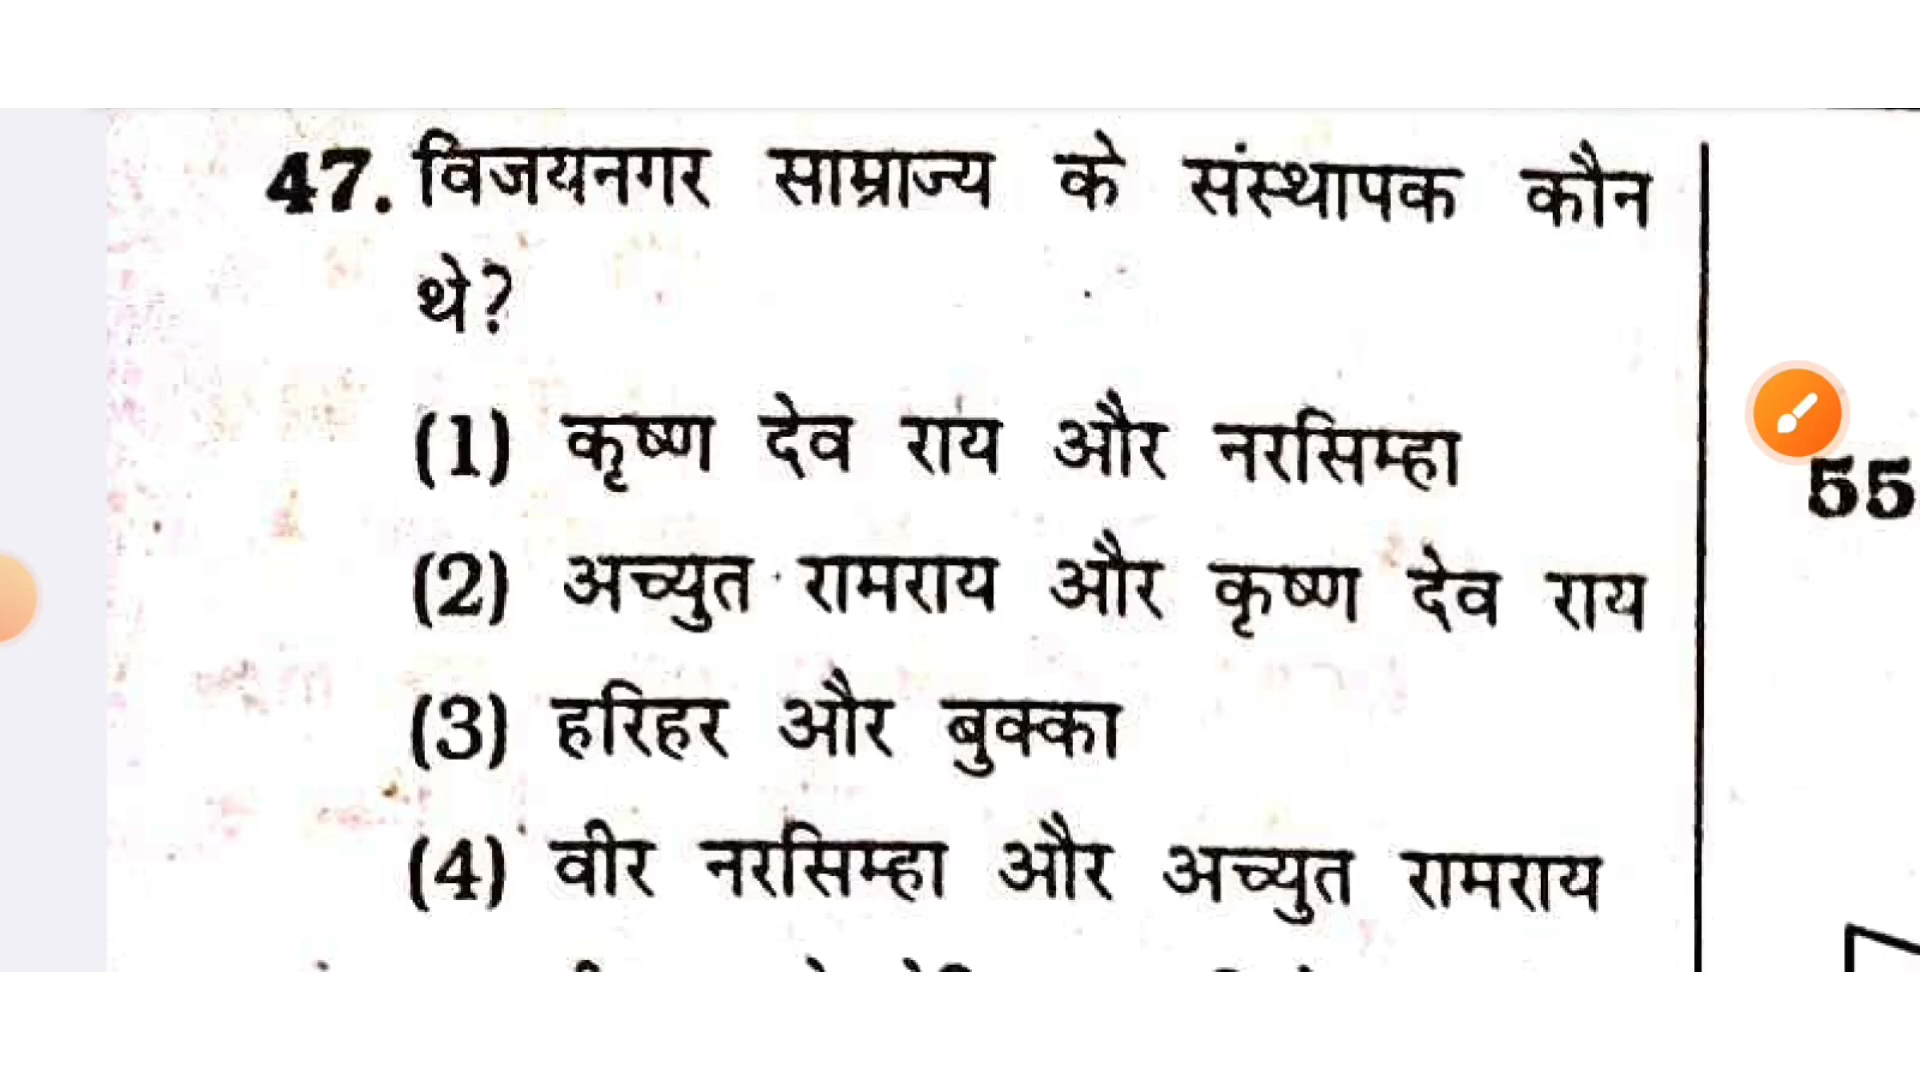 47. विजयनगर साम्राज्य के संस्थापक कौन
थे?
(1) कृष्ण देव राय और नरसिम्हा
(2) अच्युत रामराय और कृष्ण देव राय
(3) हरिहर और बुक्का
(4) वीर नरसिम्हा और अच्युत रामराय
55